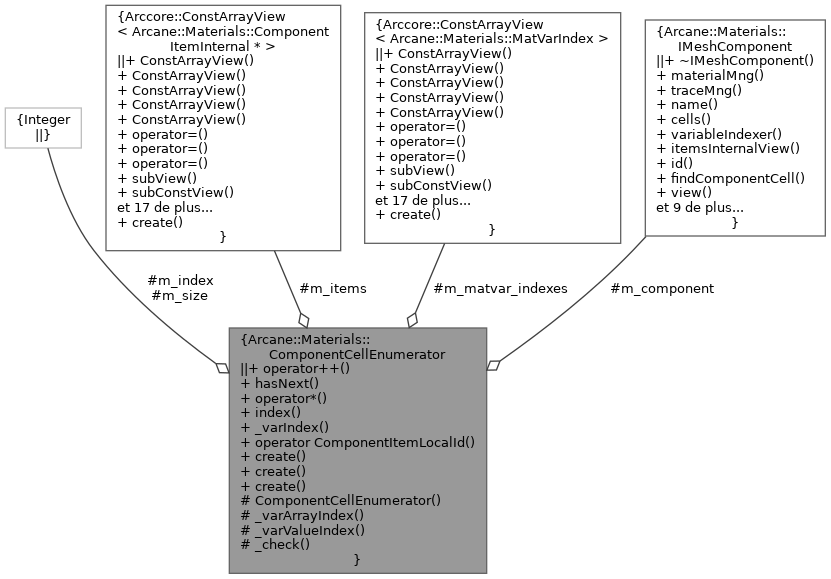 {Integer
||}
{Arccore::ConstArrayView
< Arcane::Materials::Component
ItemInternal * >
||+ ConstArrayView()
+ ConstArrayView()
+ ConstArrayView()
+ ConstArrayView()
+ ConstArrayView()
+ operator=()
+ operator=()
+ operator=()
+ subView()
+ subConstView()
et 17 de plus...
+ create()
}
{Arccore::ConstArrayView
< Arcane::Materials::MatVarIndex >
||+ ConstArrayView()
+ ConstArrayView()
+ ConstArrayView()
+ ConstArrayView()
+ ConstArrayView()
+ operator=()
+ operator=()
+ operator=()
+ subView()
+ subConstView()
et 17 de plus...
+ create()
}
{Arcane::Materials::
IMeshComponent
||+ ~IMeshComponent()
+ materialMng()
+ traceMng()
+ name()
+ cells()
+ variableIndexer()
+ itemsInternalView()
+ id()
+ findComponentCell()
+ view()
et 9 de plus...
}
#m_index
#m_size
#m_items
#m_matvar_indexes
#m_component
{Arcane::Materials::
ComponentCellEnumerator
||+ operator++()
+ hasNext()
+ operator*()
+ index()
+ _varIndex()
+ operator ComponentItemLocalId()
+ create()
+ create()
+ create()
# ComponentCellEnumerator()
# _varArrayIndex()
# _varValueIndex()
# _check()
}